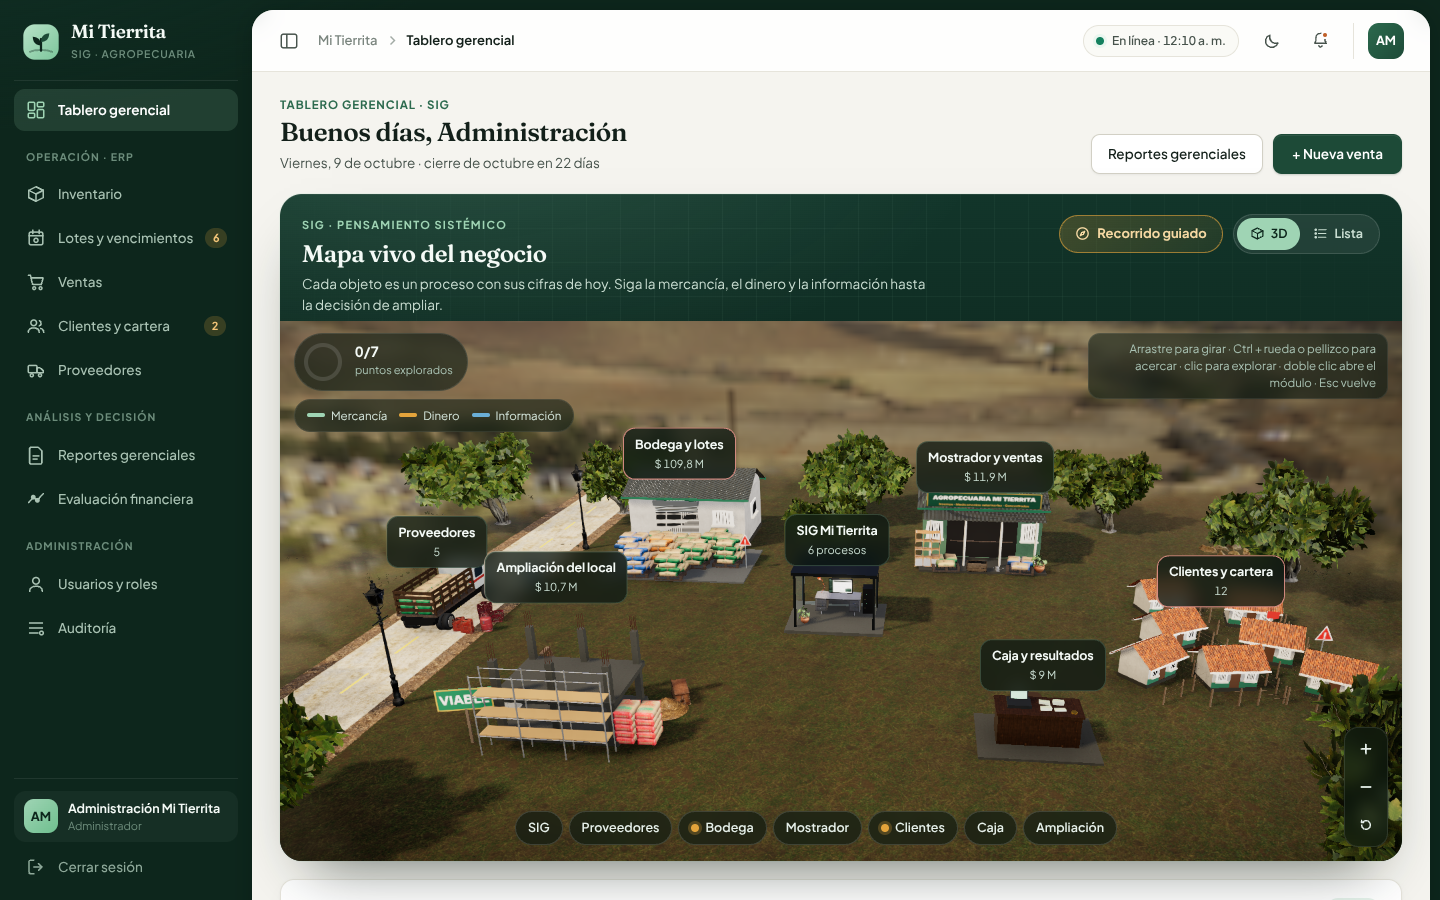 Mi Tierrita
SIG · AGROPECUARIA
Tablero gerencial
OPERACIÓN · ERP
Inventario
Lotes y vencimientos 6
Ventas
Clientes y cartera 2
Proveedores
ANÁLISIS Y DECISIÓN
Reportes gerenciales
Evaluación financiera
ADMINISTRACIÓN
Usuarios y roles
Auditoría
AM
Administración Mi Tierrita
Administrador
Cerrar sesión
Mi Tierrita > Tablero gerencial
En línea · 12:10 a. m.
AM
TABLERO GERENCIAL · SIG
Buenos días, Administración
Viernes, 9 de octubre · cierre de octubre en 22 días
Reportes gerenciales
+ Nueva venta
SIG · PENSAMIENTO SISTÉMICO
Mapa vivo del negocio
Cada objeto es un proceso con sus cifras de hoy. Siga la mercancía, el dinero y la información hasta
la decisión de ampliar.
Recorrido guiado
3D
Lista
0/7
puntos explorados
Mercancía Dinero Información
Arrastre para girar · Ctrl + rueda o pellizco para
acercar · clic para explorar · doble clic abre el
módulo · Esc vuelve
Bodega y lotes
$ 109,8 M
Mostrador y ventas
$ 11,9 M
AGROPECUARIA MI TIERRITA
Proveedores
5
SIG Mi Tierrita
6 procesos
Ampliación del local
$ 10,7 M
Clientes y cartera
12
Caja y resultados
$ 9 M
SIG
Proveedores
Bodega
Mostrador
Clientes
Caja
Ampliación
+
−